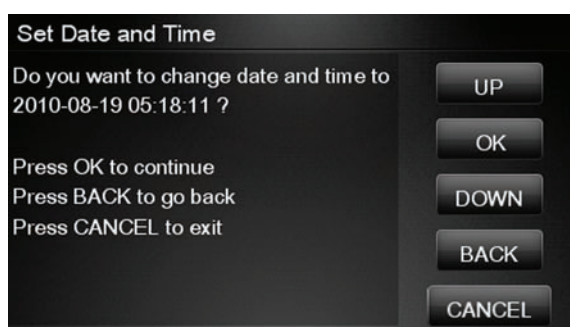 Set Date and Time
Do you want to change date and time to
2010-08-19 05:18:11 ?
Press OK to continue
Press BACK to go back
Press CANCEL to exit
UP
OK
DOWN
BACK
CANCEL